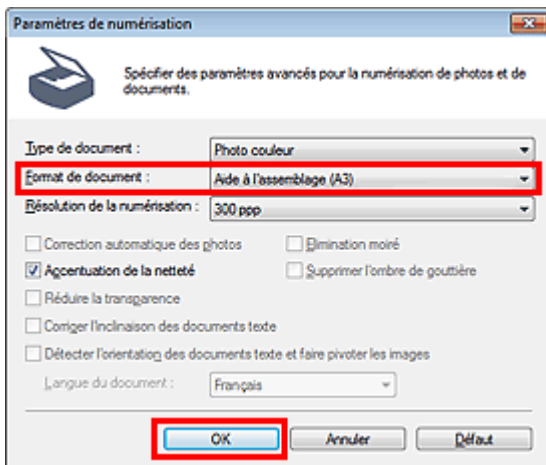 Paramètres de numérisation
Spécifier des paramètres avancés pour la numérisation de photos et de
documents.
Type de document : Photo couleur
Format de document : Aide à l'assemblage (A3)
Résolution de la numérisation : 300 ppp
Correction automatique des photos Elimination moiré
Accentuation de la netteté Supprimer l'ombre de gouttière
Réduire la transparence
Corriger l'inclinaison des documents texte
Détecter l'orientation des documents texte et faire pivoter les images
Langue du document : Français
OK Annuler Défaut